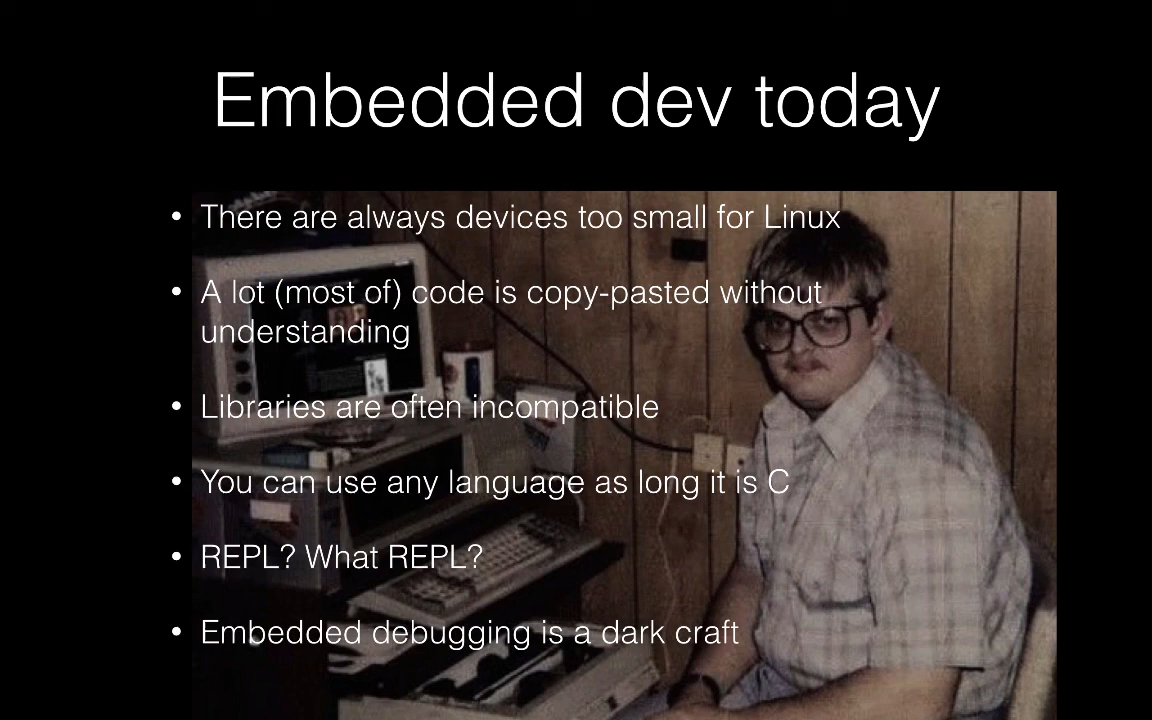 Embedded dev today
• There are always devices too small for Linux
• A lot (most of) code is copy-pasted without
understanding
• Libraries are often incompatible
• You can use any language as long it is C
• REPL? What REPL?
• Embedded debugging is a dark craft